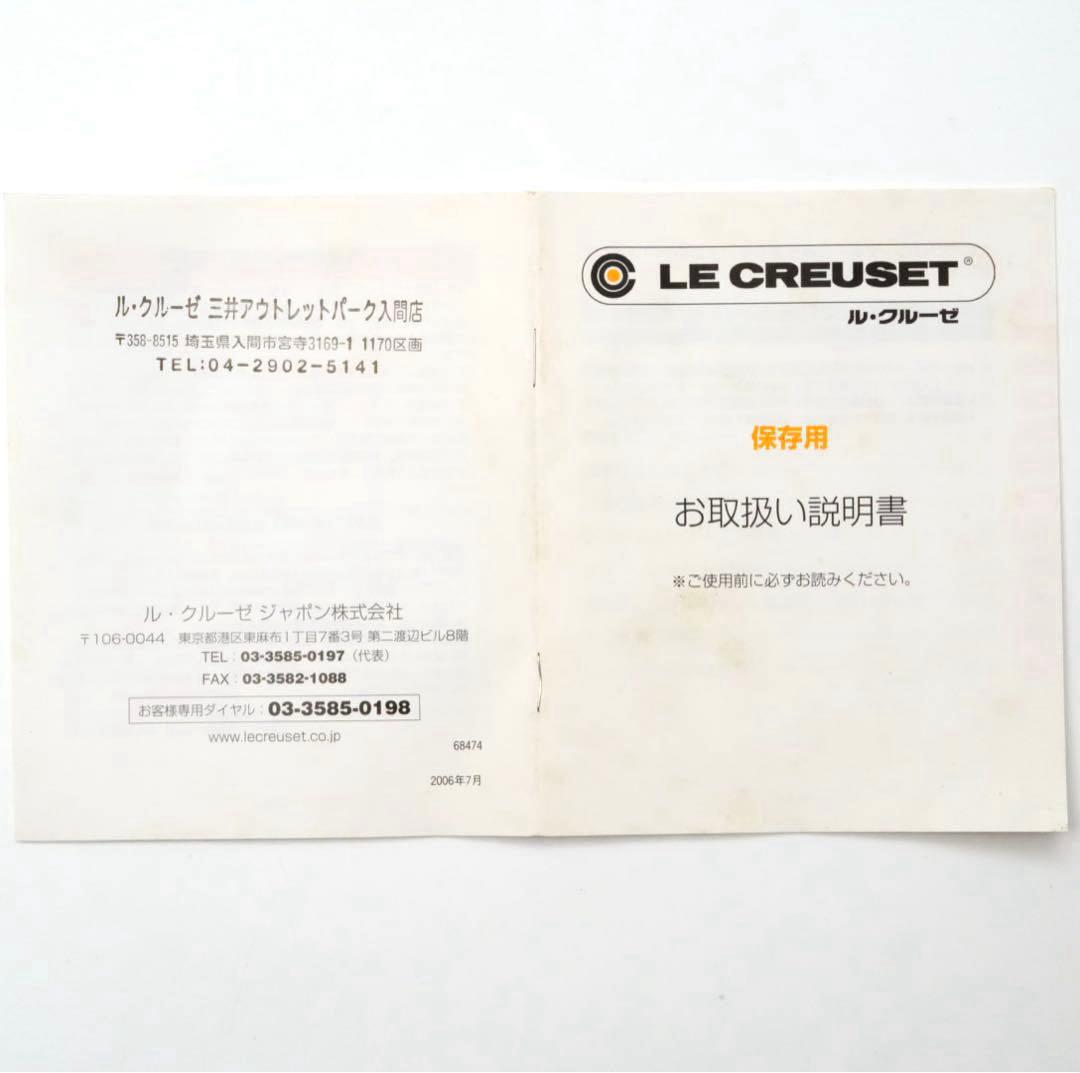 ル・クルーゼ 三井アウトレットパーク入間店
〒358-8515 埼玉県入間市宮寺3169-1 1170区画
TEL:04-2902-5141
ル・クルーゼ ジャポン株式会社
〒106-0044 東京都港区東麻布1丁目7番3号 第二渡辺ビル8階
TEL:03-3585-0197(代表)
FAX:03-3582-1088
お客様専用ダイヤル:03-3585-0198
www.lecreuset.co.jp
68474
2006年7月
LE CREUSET®
ル・クルーゼ
保存用
お取扱い説明書
※ご使用前に必ずお読みください。